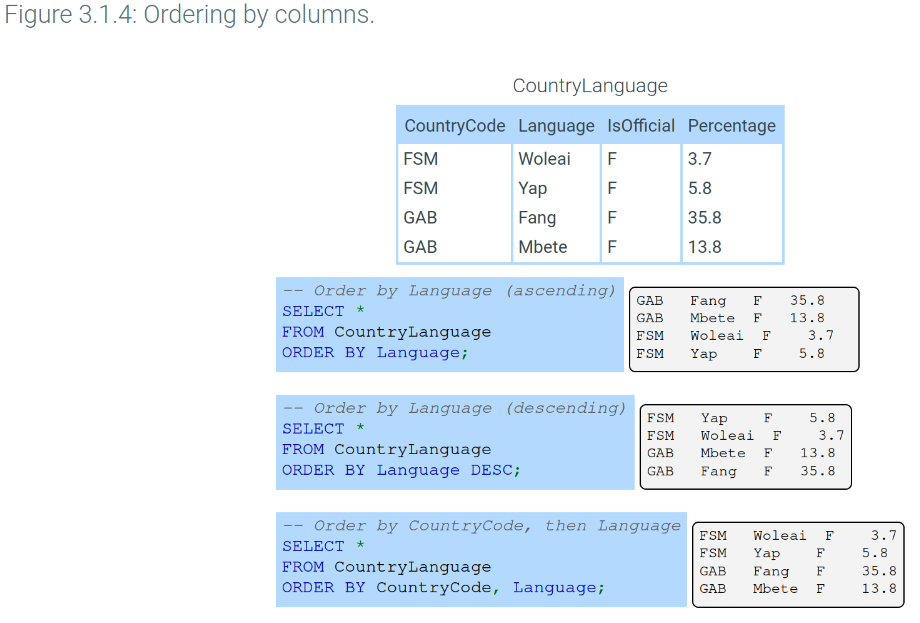 Figure 3.1.4: Ordering by columns.
CountryLanguage
CountryCode Language IsOfficial Percentage
FSM Woleai F 3.7
FSM Yap F 5.8
GAB Fang F 35.8
GAB Mbete F 13.8
-- Order by Language (ascending)
SELECT *
FROM CountryLanguage
ORDER BY Language;
GAB Fang F 35.8
GAB Mbete F 13.8
FSM Woleai F 3.7
FSM Yap F 5.8
-- Order by Language (descending)
SELECT *
FROM CountryLanguage
ORDER BY Language DESC;
FSM Yap F 5.8
FSM Woleai F 3.7
GAB Mbete F 13.8
GAB Fang F 35.8
-- Order by CountryCode, then Language
SELECT *
FROM CountryLanguage
ORDER BY CountryCode, Language;
FSM Woleai F 3.7
FSM Yap F 5.8
GAB Fang F 35.8
GAB Mbete F 13.8